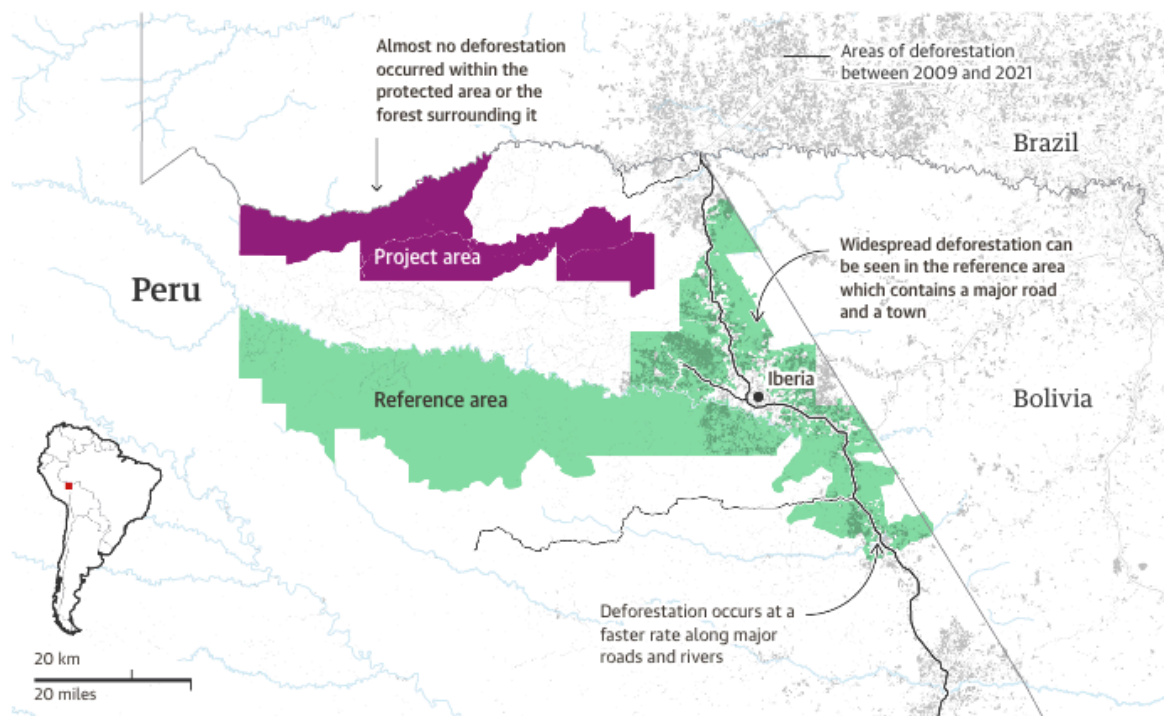 Almost no deforestation
occurred within the
protected area or the
forest surrounding it
Areas of deforestation
between 2009 and 2021
Brazil
Project area
Widespread deforestation can
be seen in the reference area
which contains a major road
and a town
Peru
Iberia
Reference area
Bolivia
Deforestation occurs at a
faster rate along major
roads and rivers
20 km
20 miles